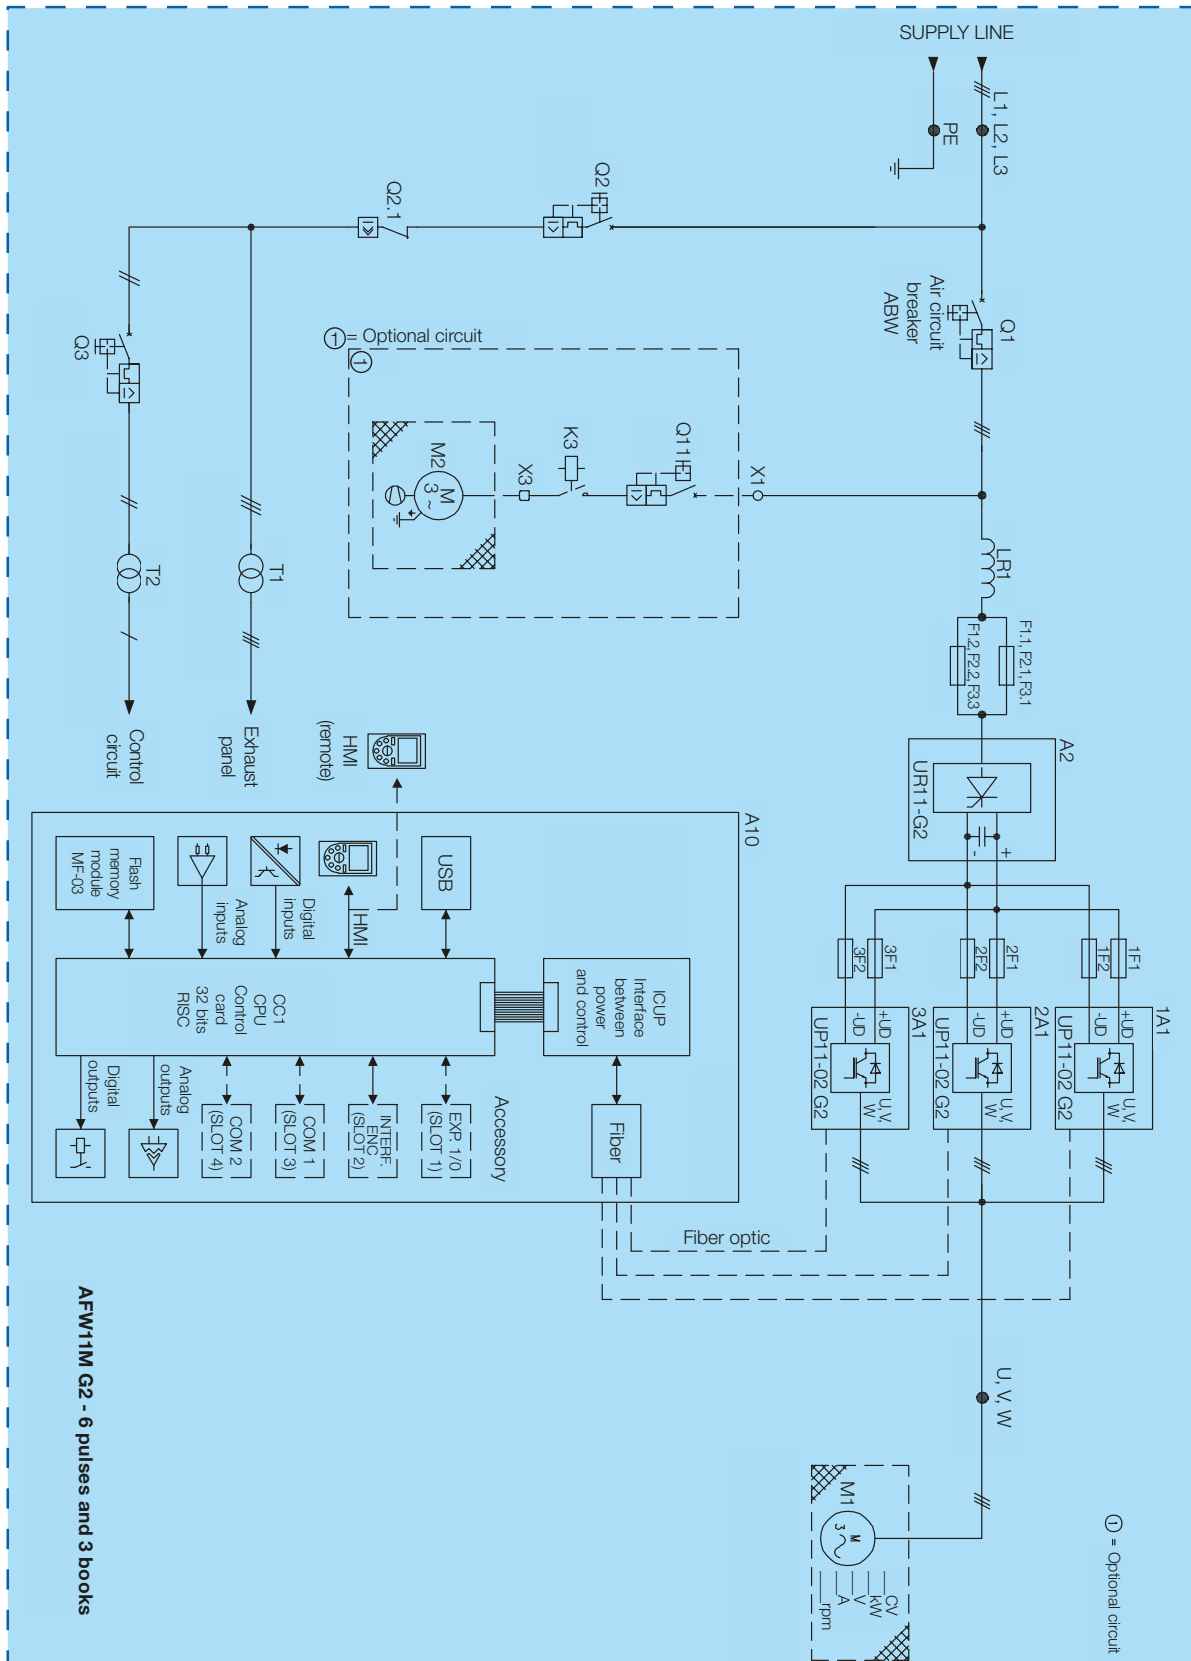 SUPPLY LINE
L1, L2, L3
PE
Q2
Q2.1
Q1
Air circuit
breaker
ABW
Q3
1 = Optional circuit
1
M2
M
3 ~
X3
K3
Q11
X1
LR1
T2
T1
F1.1, F2.1, F3.1
F1.2, F2.2, F3.3
Control
circuit
Exhaust
panel
HMI
(remote)
A2
UR11-G2
+
-
A10
Flash
memory
module
MF-03
Analog
inputs
Digital
inputs
HMI
USB
3F2
3F1
2F2
2F1
1F2
1F1
CC1
CPU
Control
card
32 bits
RISC
ICUP
Interface
between
power
and control
3A1
+UD
-UD
UP11-02 G2
U, V,
W
2A1
+UD
-UD
UP11-02 G2
U, V,
W
1A1
+UD
-UD
UP11-02 G2
U, V,
W
Digital
outputs
Analog
outputs
COM 2
(SLOT 4)
COM 1
(SLOT 3)
INTERF.
ENC
(SLOT 2)
EXP. 1/0
(SLOT 1)
Accessory
Fiber
Fiber optic
U, V, W
M1
M
3
CV
kW
V
A
rpm
1 = Optional circuit
AFW11M G2 - 6 pulses and 3 books